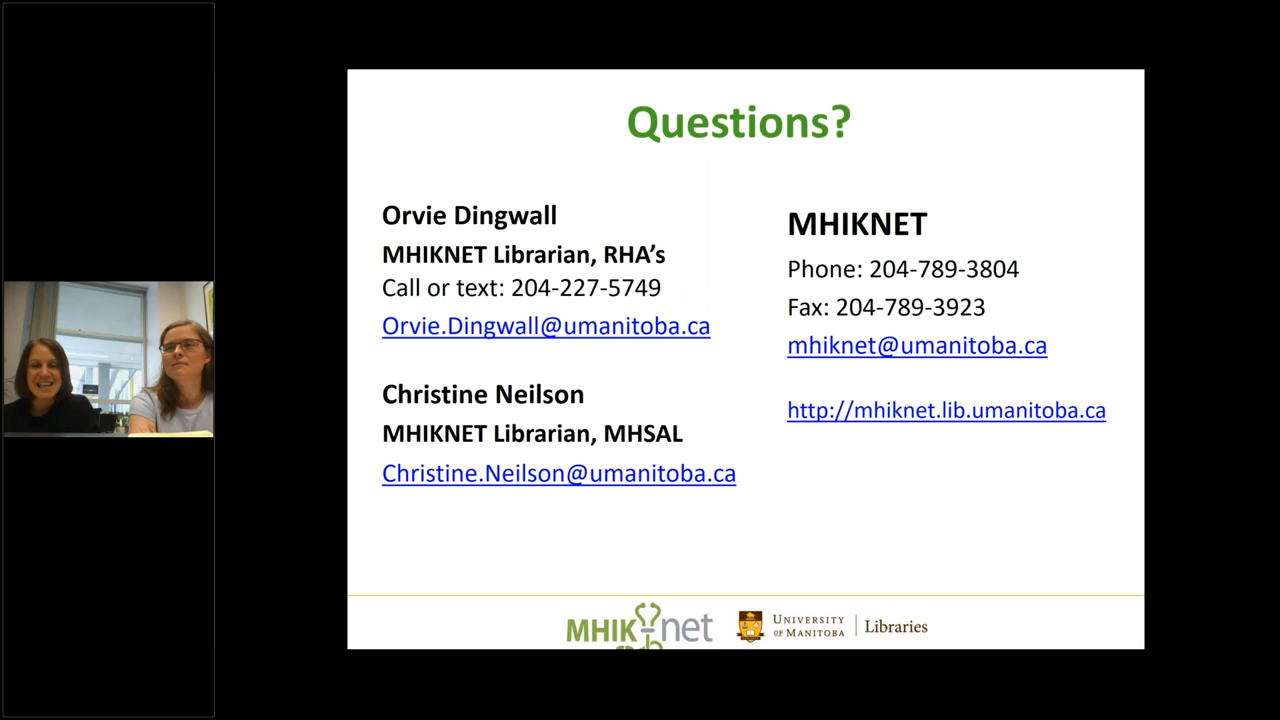 Questions?
Orvie Dingwall
MHIKNET Librarian, RHA’s
Call or text: 204-227-5749
Orvie.Dingwall@umanitoba.ca
Christine Neilson
MHIKNET Librarian, MHSAL
Christine.Neilson@umanitoba.ca
MHIKNET
Phone: 204-789-3804
Fax: 204-789-3923
mhiknet@umanitoba.ca
http://mhiknet.lib.umanitoba.ca
MHIK net
UNIVERSITY
OF MANITOBA
Libraries